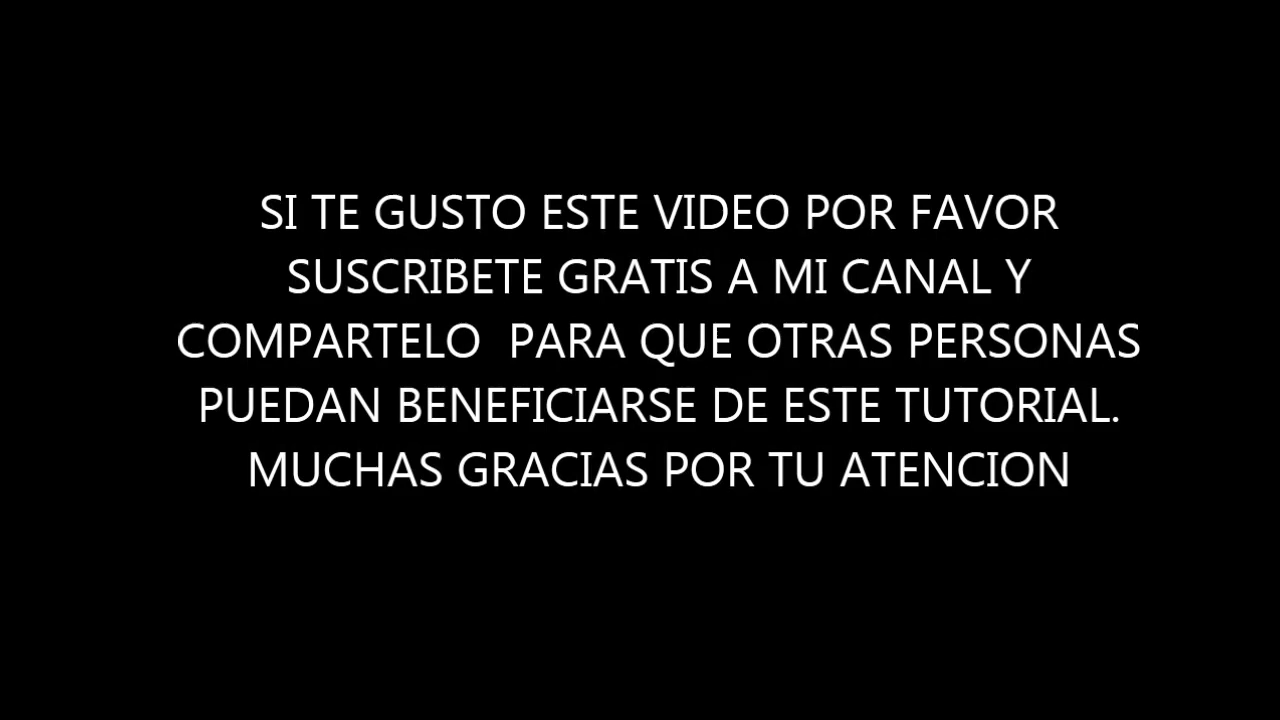 SI TE GUSTO ESTE VIDEO POR FAVOR
SUSCRIBETE GRATIS A MI CANAL Y
COMPARTELO  PARA QUE OTRAS PERSONAS
PUEDAN BENEFICIARSE DE ESTE TUTORIAL.
MUCHAS GRACIAS POR TU ATENCION